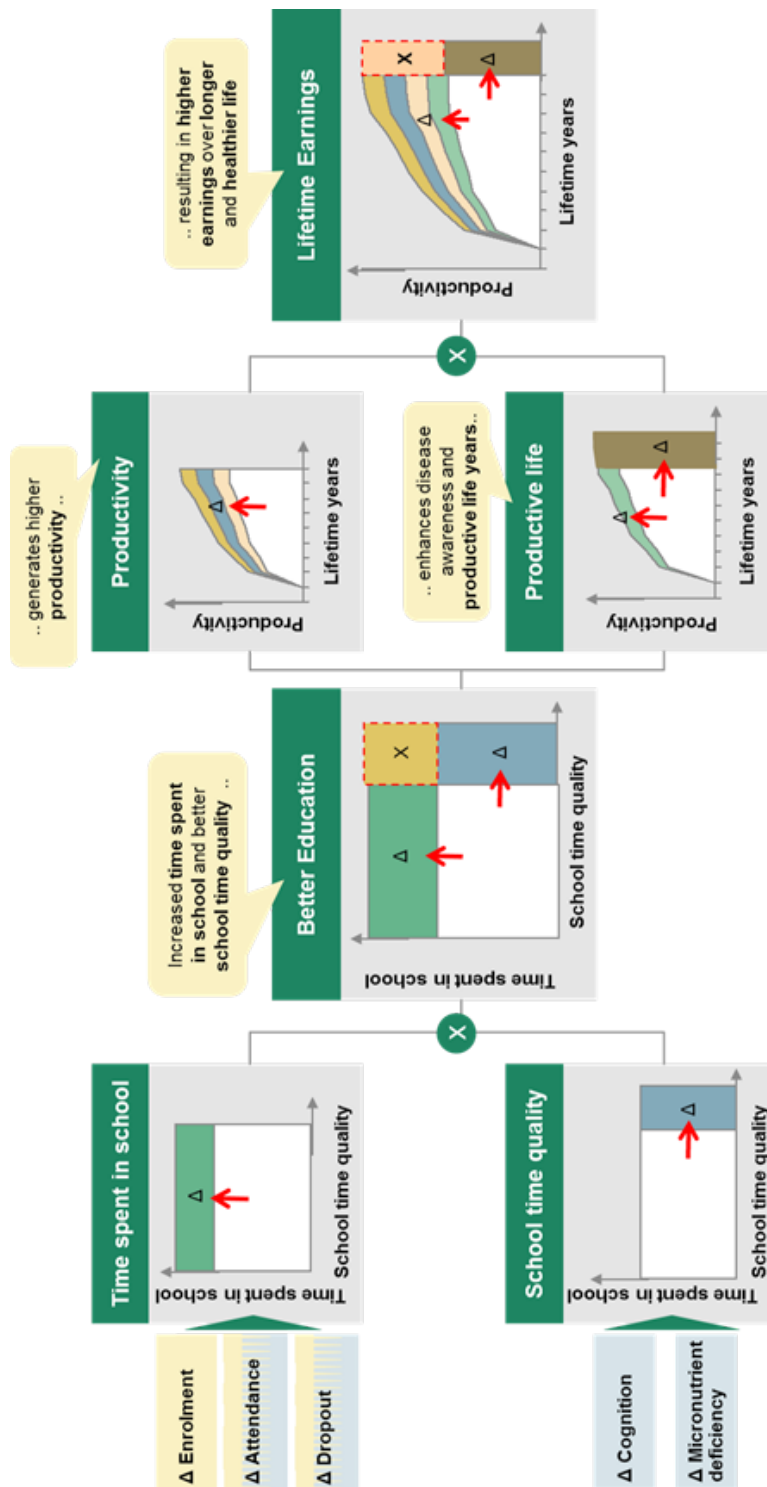 Δ Enrolment
Δ Attendance
Δ Dropout
Δ Cognition
Δ Micronutrient
deficiency
Time spent in school
Time spent in school
Δ
School time quality
School time quality
Time spent in school
Δ
School time quality
X
Increased time spent
in school and better
school time quality ..
Better Education
Time spent in school
Δ
X
Δ
School time quality
.. generates higher
productivity ..
Productivity
Productivity
Δ
Lifetime years
.. enhances disease
awareness and
productive life years..
Productive life
Productivity
Δ
Δ
Lifetime years
X
.. resulting in higher
earnings over longer
and healthier life
Lifetime Earnings
Productivity
Δ
X
Δ
Lifetime years